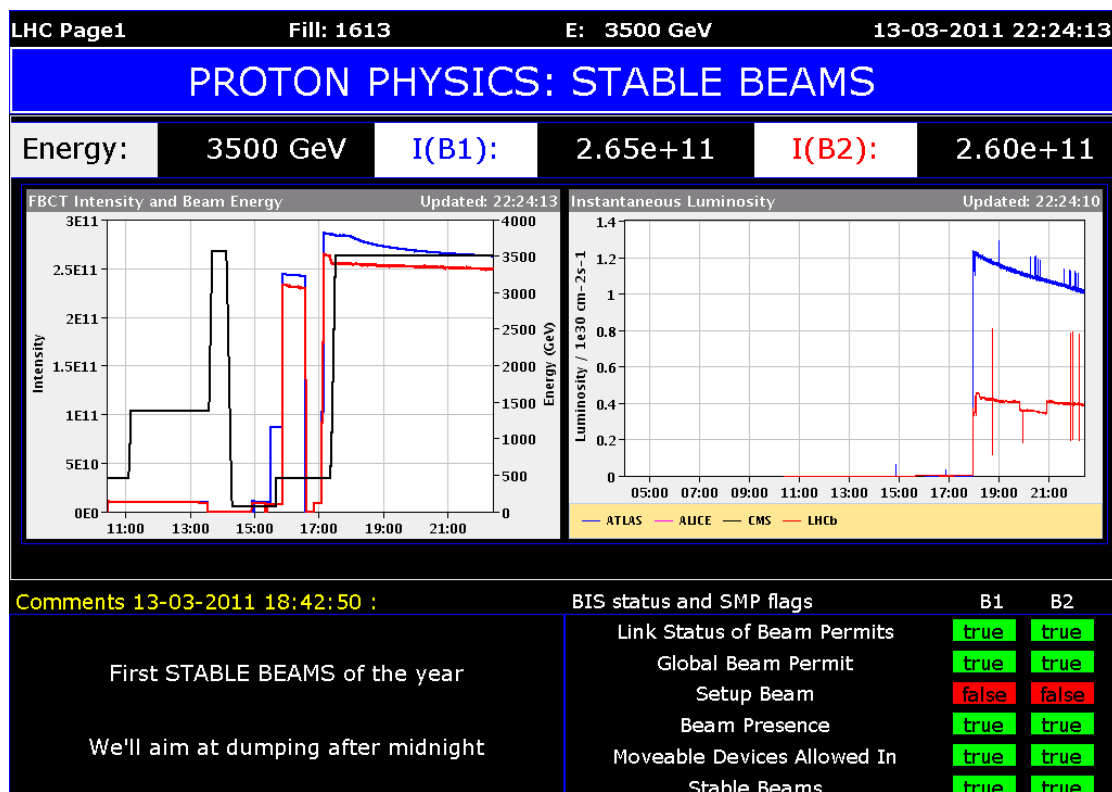 LHC Page1 Fill: 1613 E: 3500 GeV 13-03-2011 22:24:13
PROTON PHYSICS: STABLE BEAMS
Energy: 3500 GeV I(B1): 2.65e+11 I(B2): 2.60e+11
FBCT Intensity and Beam Energy Updated: 22:24:13
3E11
2.5E11
2E11
1.5E11
1E11
5E10
0E0
Intensity
4000
3500
3000
2500
2000
1500
1000
500
0
Energy (GeV)
11:00 13:00 15:00 17:00 19:00 21:00
Instantaneous Luminosity Updated: 22:24:10
1.4
1.2
1
0.8
0.6
0.4
0.2
0
Luminosity / 1e30 cm-2s-1
05:00 07:00 09:00 11:00 13:00 15:00 17:00 19:00 21:00
ATLAS ALICE CMS LHCb
Comments 13-03-2011 18:42:50 :
First STABLE BEAMS of the year
We'll aim at dumping after midnight
BIS status and SMP flags B1 B2
Link Status of Beam Permits true true
Global Beam Permit true true
Setup Beam false false
Beam Presence true true
Moveable Devices Allowed In true true
Stable Beams true true